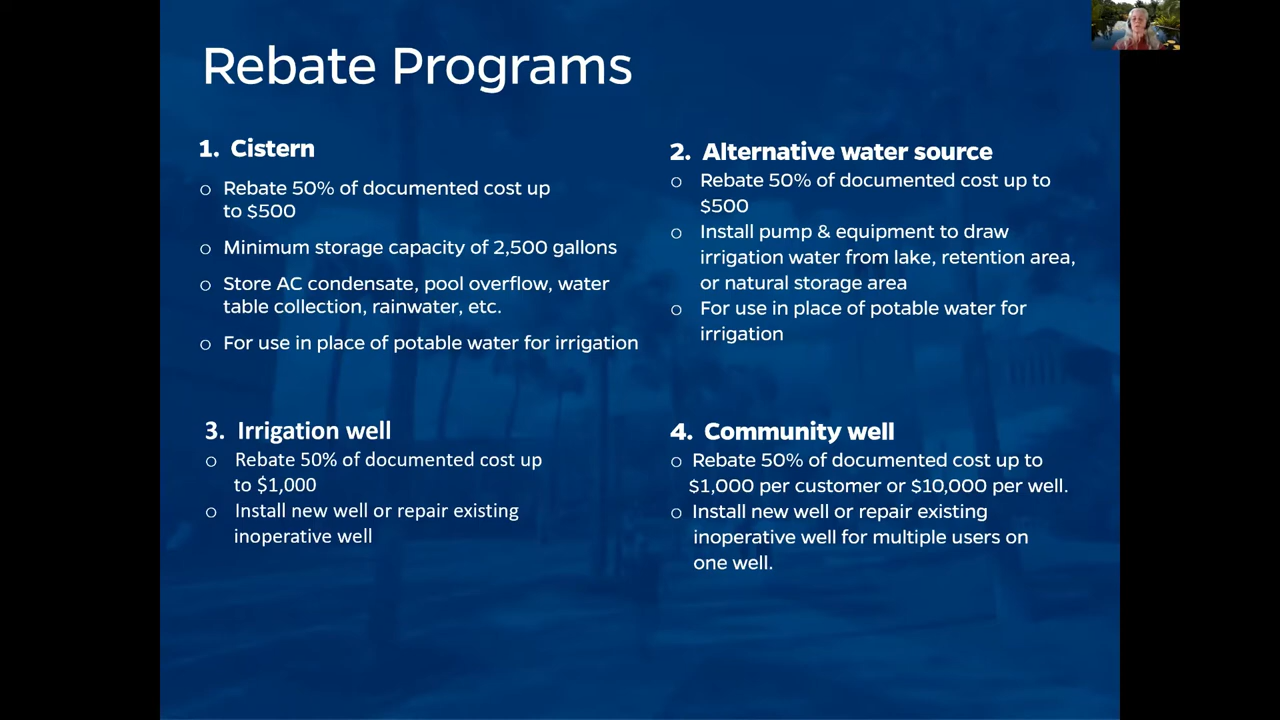 Rebate Programs
1. Cistern
o Rebate 50% of documented cost up
to $500
o Minimum storage capacity of 2,500 gallons
o Store AC condensate, pool overflow, water
table collection, rainwater, etc.
o For use in place of potable water for irrigation
2. Alternative water source
o Rebate 50% of documented cost up to
$500
o Install pump & equipment to draw
irrigation water from lake, retention area,
or natural storage area
o For use in place of potable water for
irrigation
3. Irrigation well
o Rebate 50% of documented cost up
to $1,000
o Install new well or repair existing
inoperative well
4. Community well
o Rebate 50% of documented cost up to
$1,000 per customer or $10,000 per well.
o Install new well or repair existing
inoperative well for multiple users on
one well.